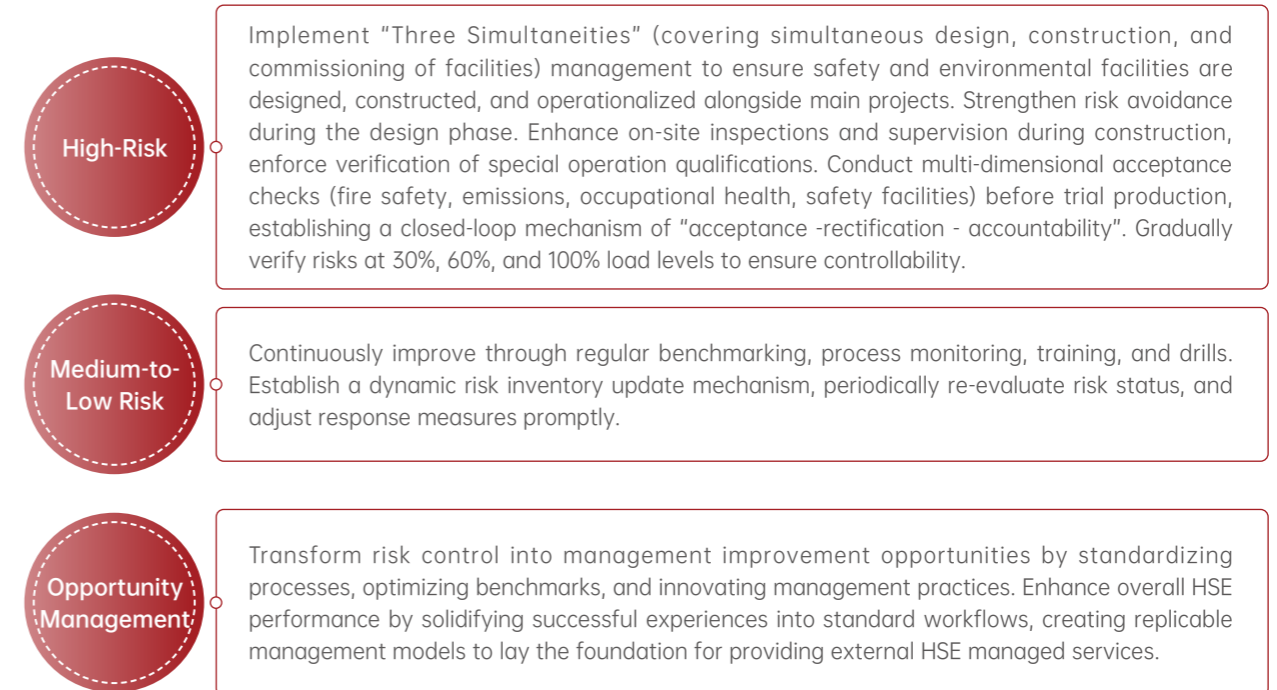 High-Risk
Implement “Three Simultaneities” (covering simultaneous design, construction, and
commissioning of facilities) management to ensure safety and environmental facilities are
designed, constructed, and operationalized alongside main projects. Strengthen risk avoidance
during the design phase. Enhance on-site inspections and supervision during construction,
enforce verification of special operation qualifications. Conduct multi-dimensional acceptance
checks (fire safety, emissions, occupational health, safety facilities) before trial production,
establishing a closed-loop mechanism of “acceptance -rectification - accountability”. Gradually
verify risks at 30%, 60%, and 100% load levels to ensure controllability.
Medium-to-
Low Risk
Continuously improve through regular benchmarking, process monitoring, training, and drills.
Establish a dynamic risk inventory update mechanism, periodically re-evaluate risk status, and
adjust response measures promptly.
Opportunity
Management
Transform risk control into management improvement opportunities by standardizing
processes, optimizing benchmarks, and innovating management practices. Enhance overall HSE
performance by solidifying successful experiences into standard workflows, creating replicable
management models to lay the foundation for providing external HSE managed services.